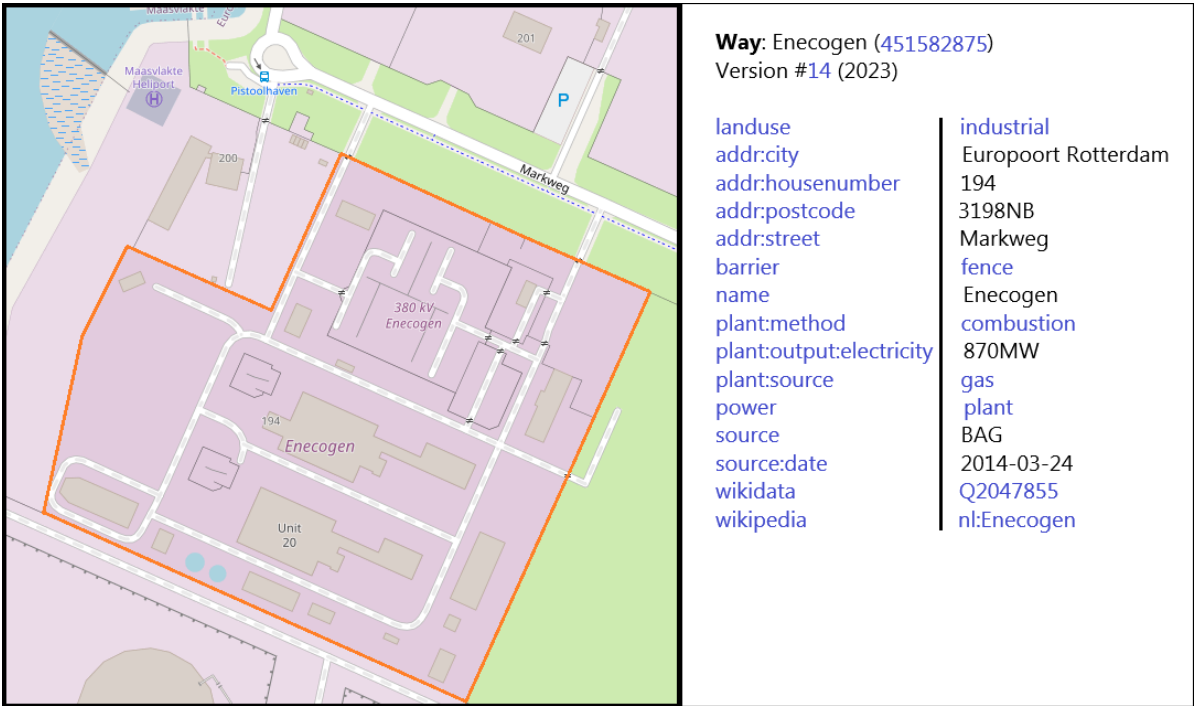 Maasvlakte
Euro
201
Maasvlakte
Heliport
H
Pistoolhaven
P
200
Markweg
380 kV
Enecogen
194
Enecogen
Unit
20
Way: Enecogen (451582875)
Version #14 (2023)
landuse industrial
addr:city Europoort Rotterdam
addr:housenumber 194
addr:postcode 3198NB
addr:street Markweg
barrier fence
name Enecogen
plant:method combustion
plant:output:electricity 870MW
plant:source gas
power plant
source BAG
source:date 2014-03-24
wikidata Q2047855
wikipedia nl:Enecogen